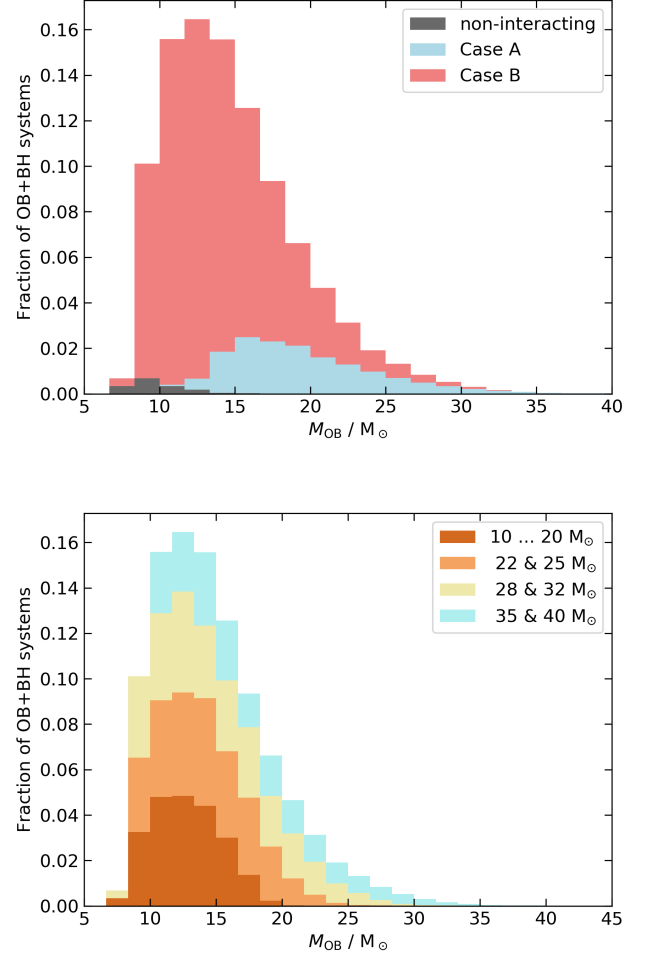 0.16
0.14
0.12
0.10
0.08
0.06
0.04
0.02
0.00
Fraction of OB+BH systems
non-interacting
Case A
Case B
5 10 15 20 25 30 35 40
M_OB / M_⊙
0.16
0.14
0.12
0.10
0.08
0.06
0.04
0.02
0.00
Fraction of OB+BH systems
10 ... 20 M_⊙
22 & 25 M_⊙
28 & 32 M_⊙
35 & 40 M_⊙
5 10 15 20 25 30 35 40 45
M_OB / M_⊙